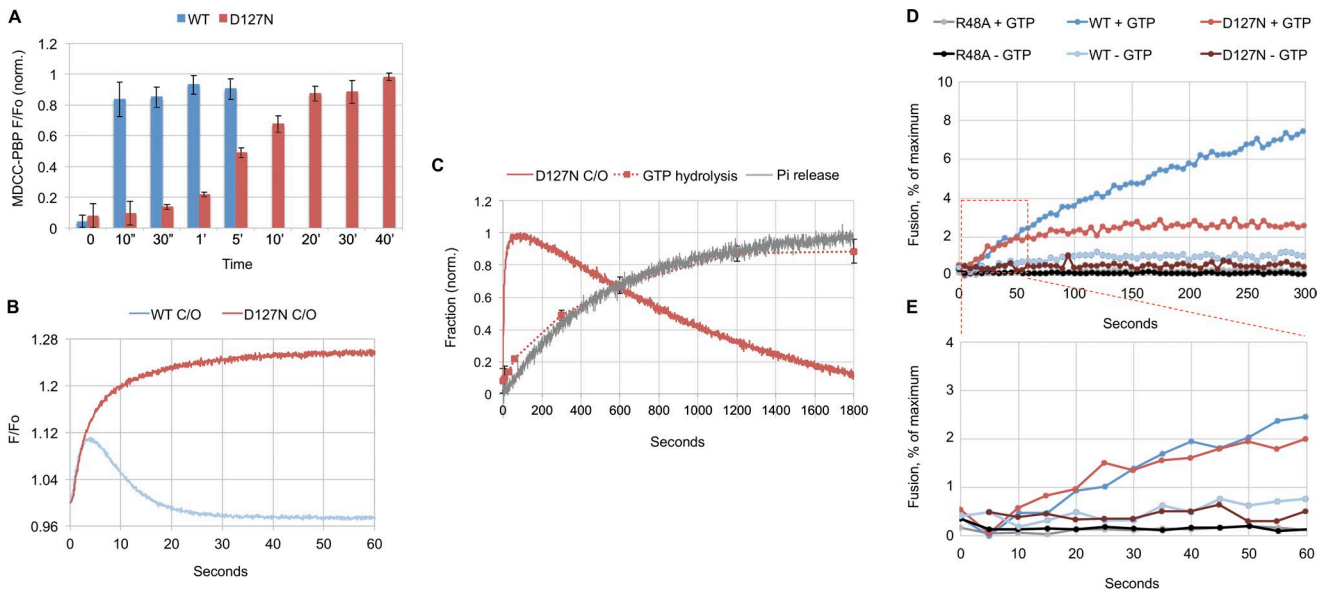 A
WT D127N
MDCC-PBP F/Fo (norm.)
1.2
1
0.8
0.6
0.4
0.2
0
0 10" 30" 1' 5' 10' 20' 30' 40'
Time
B
WT C/O D127N C/O
F/Fo
1.28
1.2
1.12
1.04
0.96
0 10 20 30 40 50 60
Seconds
C
D127N C/O GTP hydrolysis Pi release
Fraction (norm.)
1.2
1
0.8
0.6
0.4
0.2
0
0 200 400 600 800 1000 1200 1400 1600 1800
Seconds
D
R48A + GTP WT + GTP D127N + GTP
R48A - GTP WT - GTP D127N - GTP
Fusion, % of maximum
10
8
6
4
2
0
0 50 100 150 200 250 300
Seconds
E
Fusion, % of maximum
4
3
2
1
0
0 10 20 30 40 50 60
Seconds